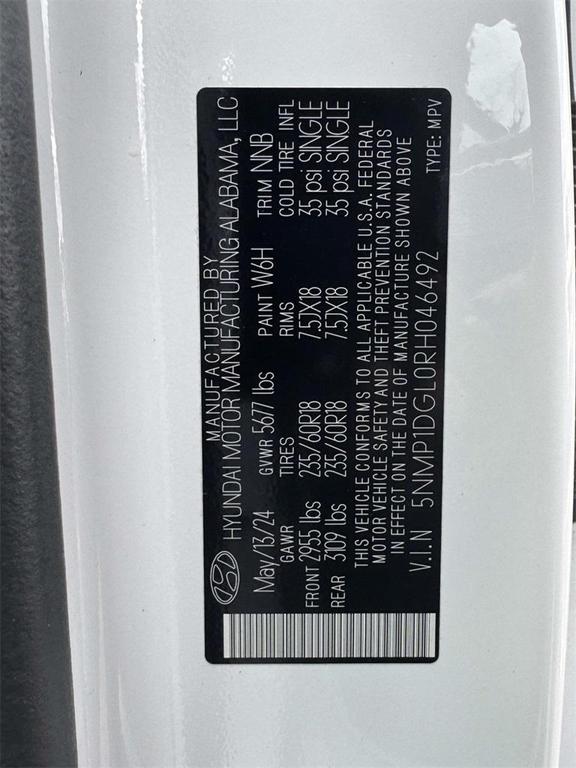 MANUFACTURED BY
HYUNDAI MOTOR MANUFACTURING ALABAMA, LLC
May/13/24 GVWR 5677 lbs PAINT W6H TRIM NNB
GAWR TIRES RIMS COLD TIRE INFL
FRONT 2955 lbs 235/60R18 7.5JX18 35 psi SINGLE
REAR 3109 lbs 235/60R18 7.5JX18 35 psi SINGLE
THIS VEHICLE CONFORMS TO ALL APPLICABLE U.S.A. FEDERAL
MOTOR VEHICLE SAFETY AND THEFT PREVENTION STANDARDS
IN EFFECT ON THE DATE OF MANUFACTURE SHOWN ABOVE
V.I.N 5NMP1DGL0RH046492 TYPE: MPV